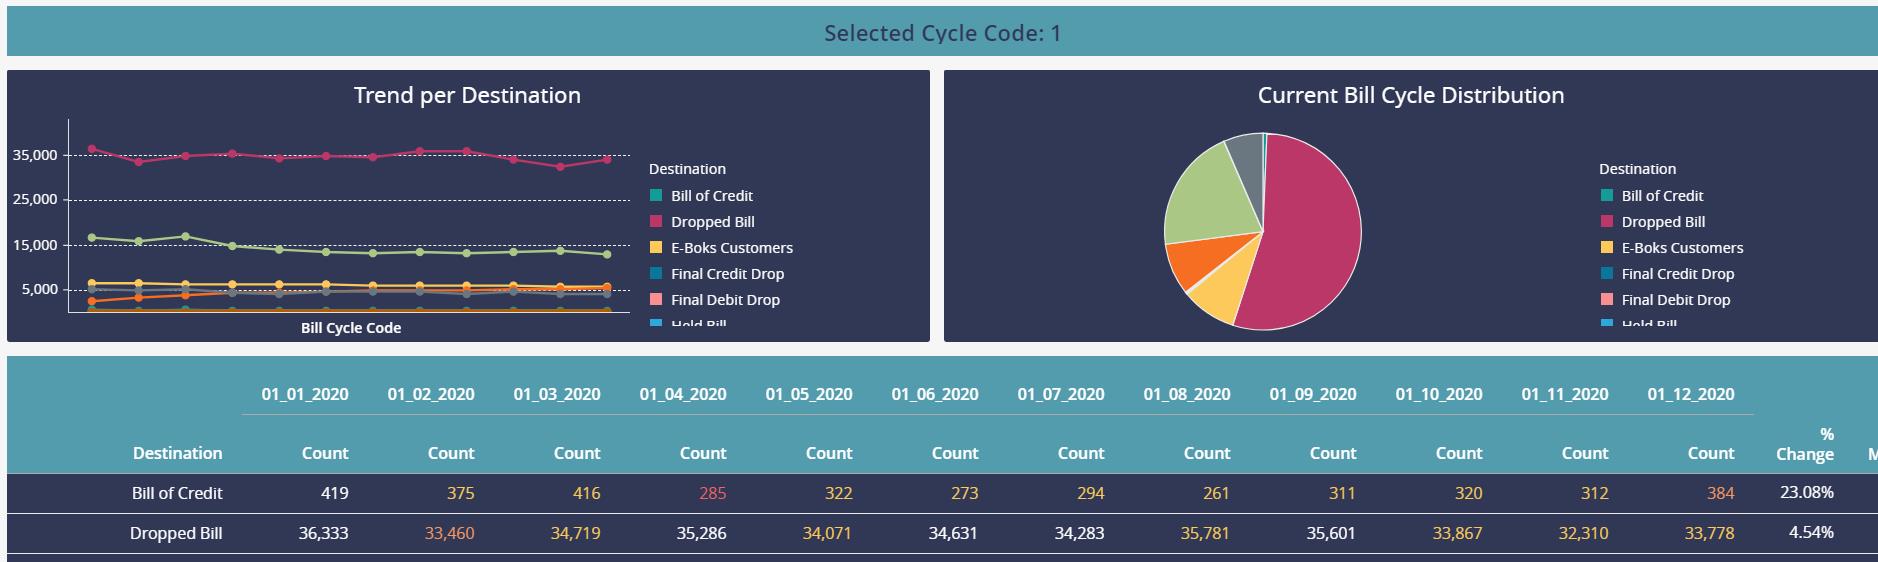 Selected Cycle Code: 1
Trend per Destination
35,000
25,000
15,000
5,000
Bill Cycle Code
Destination
Bill of Credit
Dropped Bill
E-Boks Customers
Final Credit Drop
Final Debit Drop
Held Bill
Current Bill Cycle Distribution
Destination
Bill of Credit
Dropped Bill
E-Boks Customers
Final Credit Drop
Final Debit Drop
Held Bill
01_01_2020 01_02_2020 01_03_2020 01_04_2020 01_05_2020 01_06_2020 01_07_2020 01_08_2020 01_09_2020 01_10_2020 01_11_2020 01_12_2020
Destination Count Count Count Count Count Count Count Count Count Count Count Count % Change
Bill of Credit 419 375 416 285 322 273 294 261 311 320 312 384 23.08%
Dropped Bill 36,333 33,460 34,719 35,286 34,071 34,631 34,283 35,781 35,601 33,867 32,310 33,778 4.54%